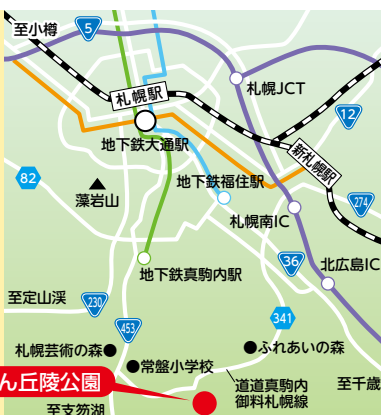 至小樽
5
札幌駅
札幌JCT
12
地下鉄大通駅
新札幌駅
82
藻岩山
地下鉄福住駅
274
札幌南IC
36
北広島IC
地下鉄真駒内駅
至定山渓
230
453
341
札幌芸術の森
ふれあいの森
常盤小学校
道道真駒内
御料札幌線
至千歳
ん丘陵公園
至支笏湖